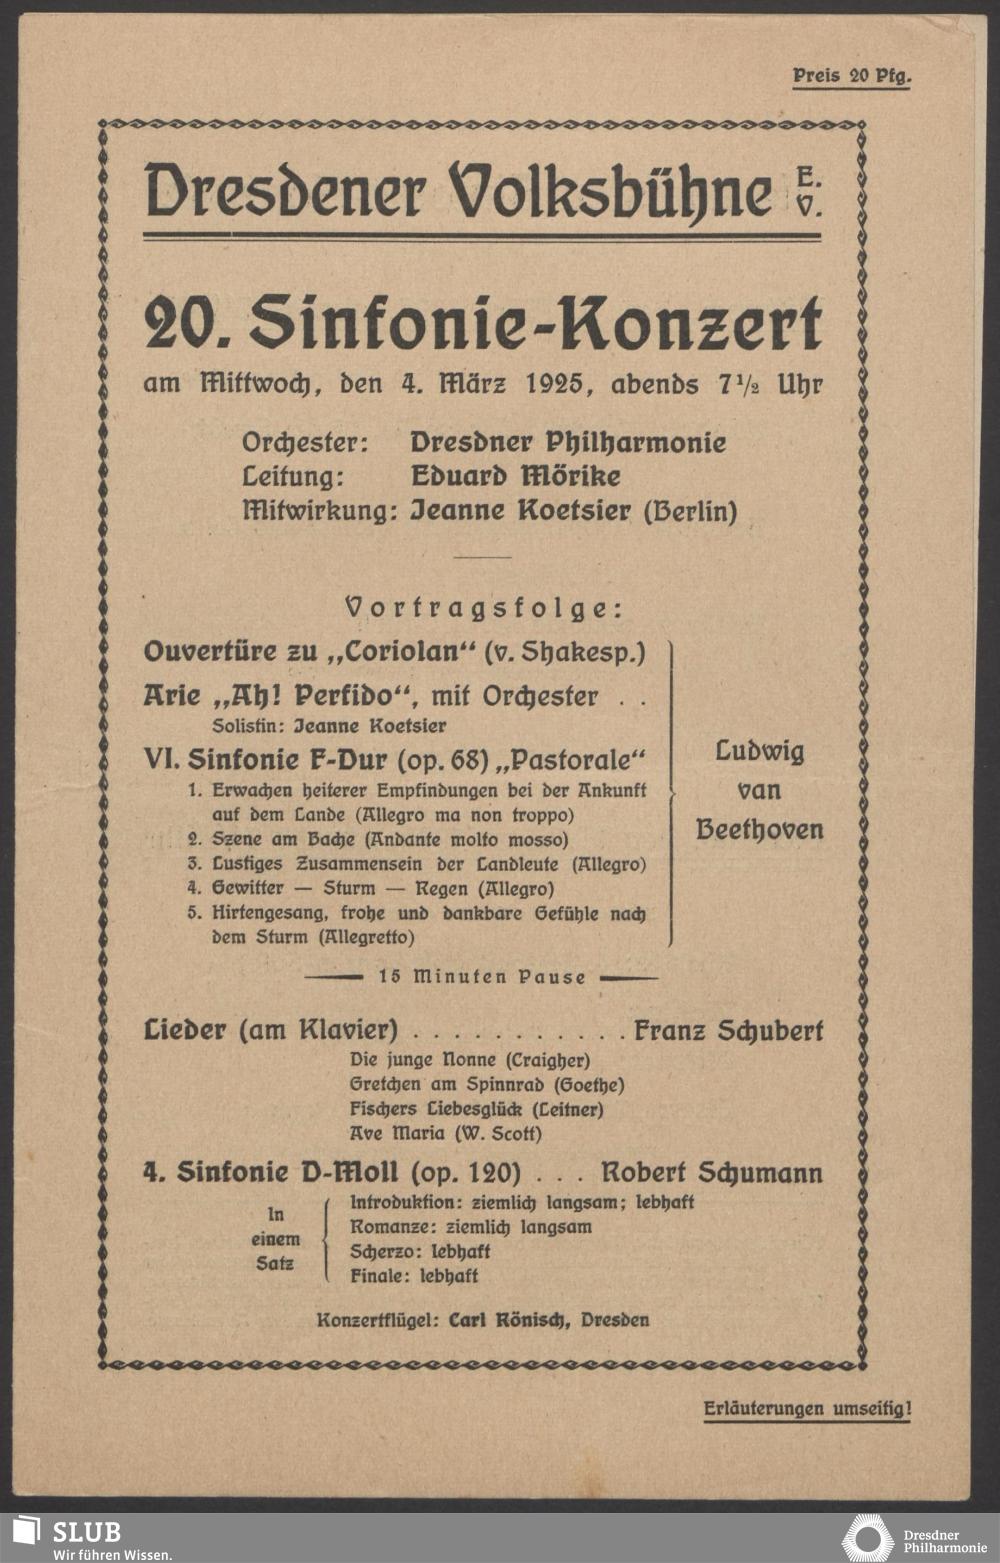 Preis 20 Pfg.
Dresdener Volksbühne E. V.
20. Sinfonie-Konzert
am Mittwoch, den 4. März 1925, abends 7 1/2 Uhr
Orchester: Dresdner Philharmonie
Leitung: Eduard Mörike
Mitwirkung: Jeanne Koetsier (Berlin)
Vortragsfolge:
Ouvertüre zu „Coriolan“ (v. Shakesp.)
Arie „Ah! Perfido“, mit Orchester . .
Solistin: Jeanne Koetsier
VI. Sinfonie F-Dur (op. 68) „Pastorale“
1. Erwachen heiterer Empfindungen bei der Ankunft
auf dem Lande (Allegro ma non troppo)
2. Szene am Bache (Andante molto mosso)
3. Lustiges Zusammensein der Landleute (Allegro)
4. Gewitter — Sturm — Regen (Allegro)
5. Hirtengesang, frohe und dankbare Gefühle nach
dem Sturm (Allegretto)
Ludwig
van
Beethoven
15 Minuten Pause
Lieder (am Klavier) . . . . . . . . . . . Franz Schubert
Die junge Nonne (Craigher)
Gretchen am Spinnrad (Goethe)
Fischers Liebesglück (Leitner)
Ave Maria (W. Scott)
4. Sinfonie D-Moll (op. 120) . . . Robert Schumann
In
einem
Satz
Introduktion: ziemlich langsam; lebhaft
Romanze: ziemlich langsam
Scherzo: lebhaft
Finale: lebhaft
Konzertflügel: Carl Rönisch, Dresden
Erläuterungen umseitig!
SLUB
Wir führen Wissen.
Dresdner
Philharmonie